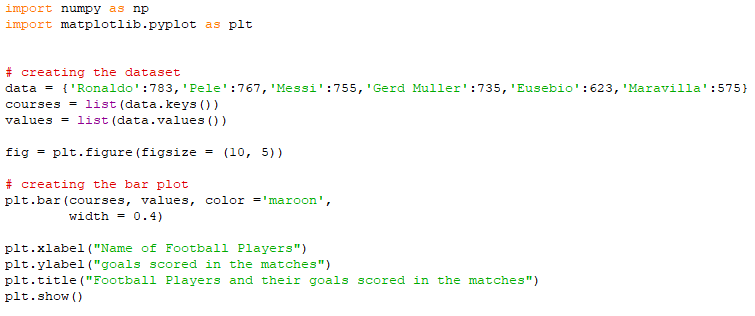 import numpy as np
import matplotlib.pyplot as plt
# creating the dataset
data = {'Ronaldo':783,'Pele':767,'Messi':755,'Gerd Muller':735,'Eusebio':623,'Maravilla':575}
courses = list(data.keys())
values = list(data.values())
fig = plt.figure(figsize = (10, 5))
# creating the bar plot
plt.bar(courses, values, color ='maroon',
        width = 0.4)
plt.xlabel("Name of Football Players")
plt.ylabel("goals scored in the matches")
plt.title("Football Players and their goals scored in the matches")
plt.show()